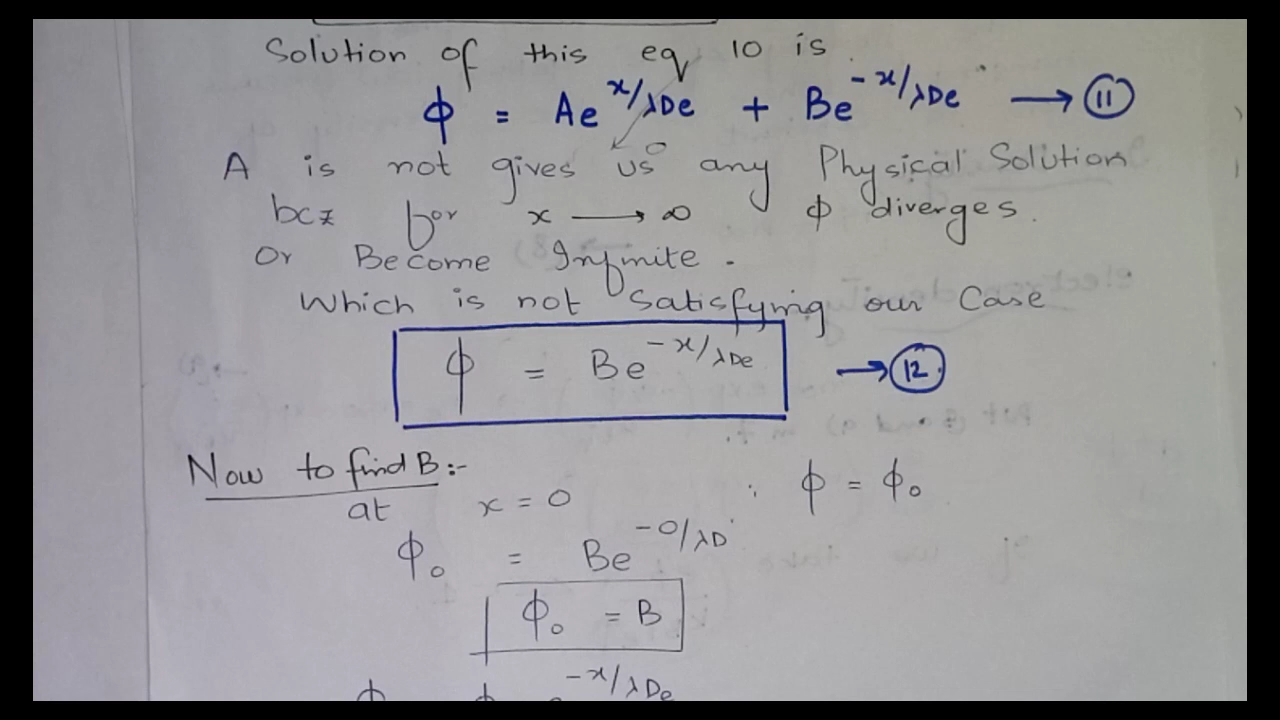 Solution of this eq 10 is
ϕ = Ae^x/λDe + Be^-x/λDe → 11
0
A is not gives us any Physical Solution
bcz for x → ∞ ϕ diverges.
Or Become Infinite.
Which is not Satisfying our Case
ϕ = Be^-x/λDe → 12
Now to find B:-
at x = 0 ∴ ϕ = ϕ₀
ϕ₀ = Be^-0/λD
ϕ₀ = B
ϕ ϕ e^-x/λDe